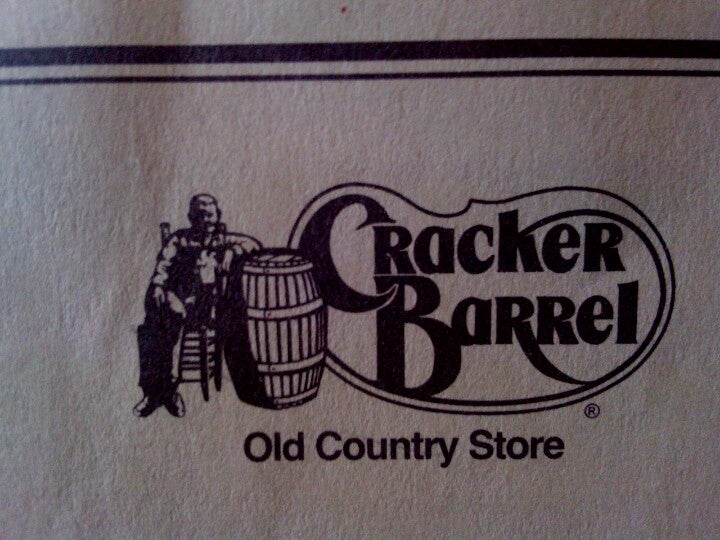 Cracker
Barrel
®
Old Country Store